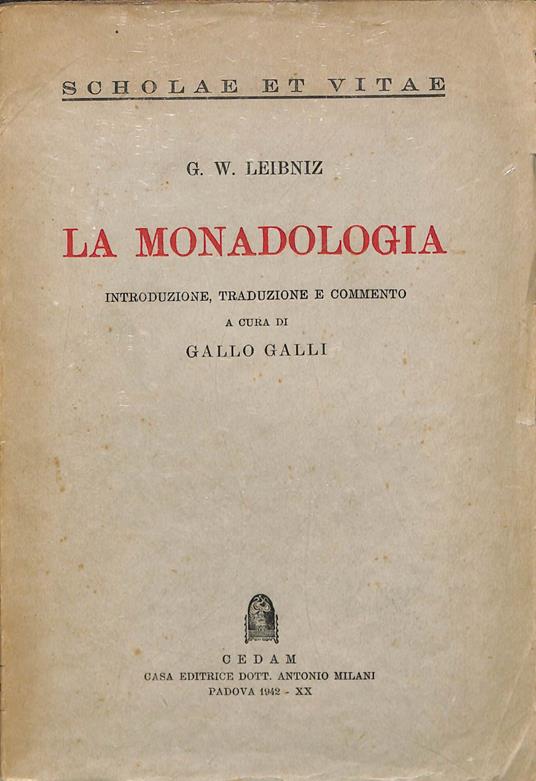 SCHOLAE ET VITAE
G. W. LEIBNIZ
LA MONADOLOGIA
INTRODUZIONE, TRADUZIONE E COMMENTO
A CURA DI
GALLO GALLI
CEDAM
CASA EDITRICE DOTT. ANTONIO MILANI
PADOVA 1942 - XX